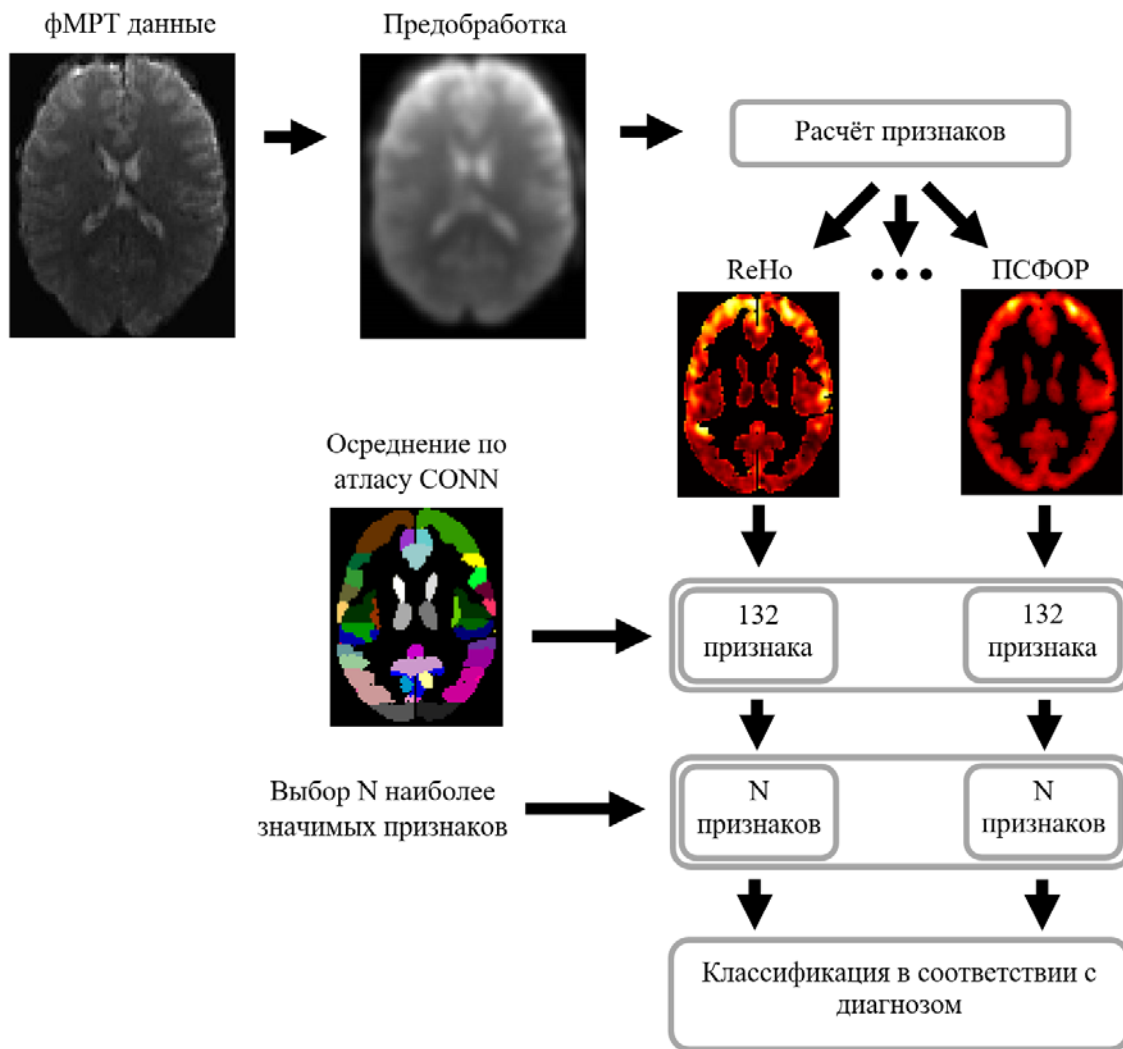 фМРТ данные
Предобработка
Расчёт признаков
ReHo
ПСФОР
Осреднение по
атласу CONN
132
признака
132
признака
Выбор N наиболее
значимых признаков
N
признаков
N
признаков
Классификация в соответствии с
диагнозом